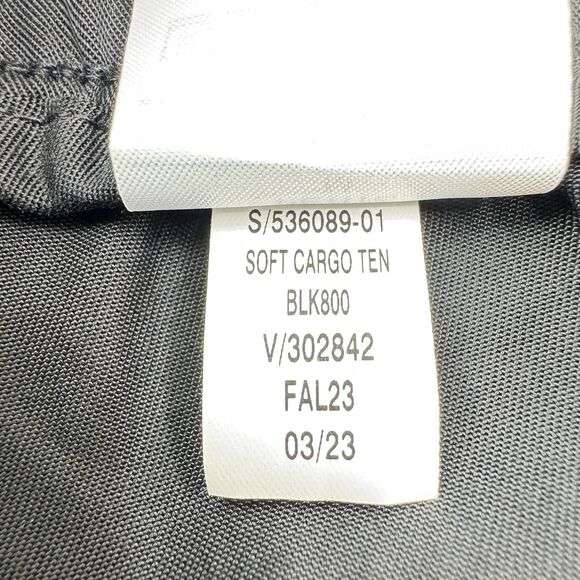 S/536089-01
SOFT CARGO TEN
BLK800
V/302842
FAL23
03/23